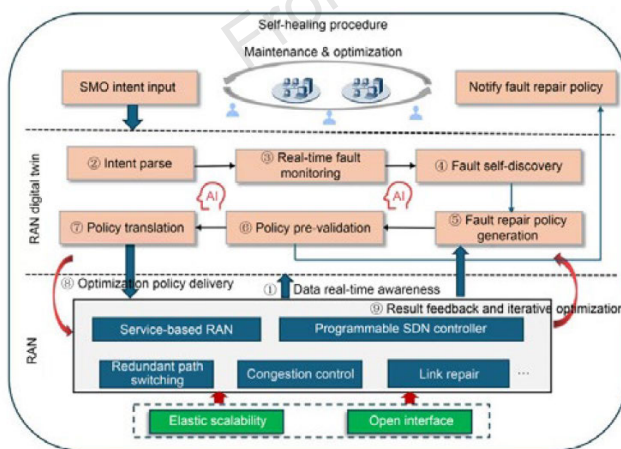 Self-healing procedure
Fron
Maintenance & optimization
SMO intent input
Notify fault repair policy
RAN digital twin
② Intent parse
③ Real-time fault
monitoring
④ Fault self-discovery
AI
AI
⑦ Policy translation
⑥ Policy pre-validation
⑤ Fault repair policy
generation
⑧ Optimization policy delivery
① Data real-time awareness
⑨ Result feedback and iterative optimization
RAN
Service-based RAN
Programmable SDN controller
Redundant path
switching
Congestion control
Link repair
...
Elastic scalability
Open interface